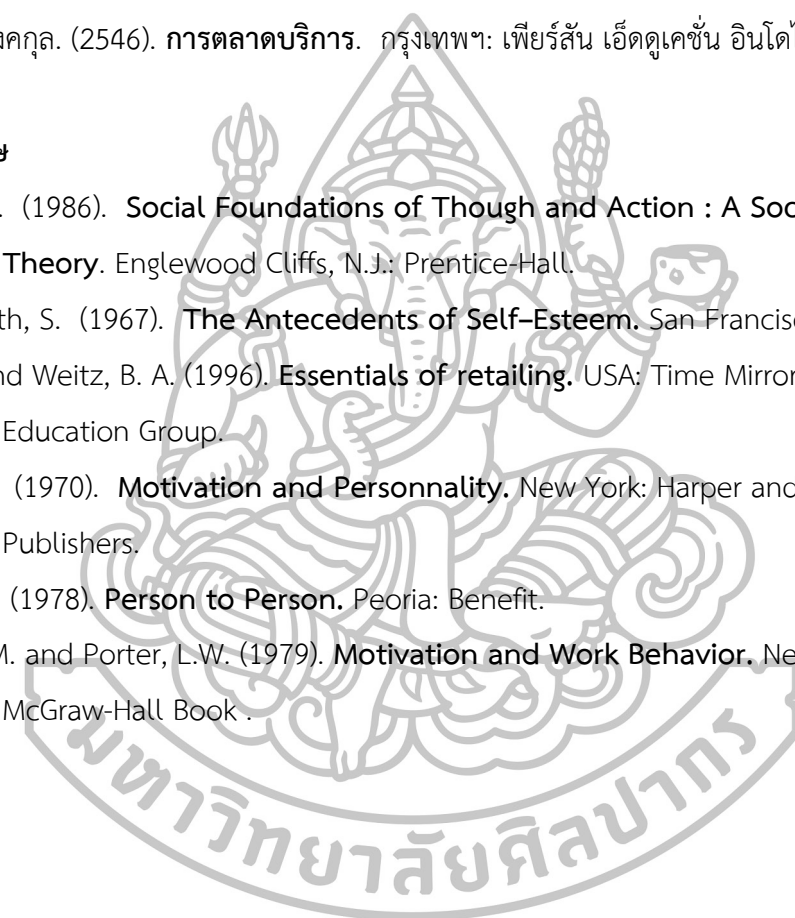 งคกุล. (2546). การตลาดบริการ. กรุงเทพฯ: เพียร์สัน เอ็ดดูเคชั่น อินโดไ
ษ
. (1986). Social Foundations of Though and Action : A Soc
Theory. Englewood Cliffs, N.J.: Prentice-Hall.
th, S. (1967). The Antecedents of Self–Esteem. San Francisc
nd Weitz, B. A. (1996). Essentials of retailing. USA: Time Mirror
Education Group.
(1970). Motivation and Personnality. New York: Harper and
Publishers.
(1978). Person to Person. Peoria: Benefit.
M. and Porter, L.W. (1979). Motivation and Work Behavior. Ne
McGraw-Hall Book .
มหาวิทยาลัยศิลปากร